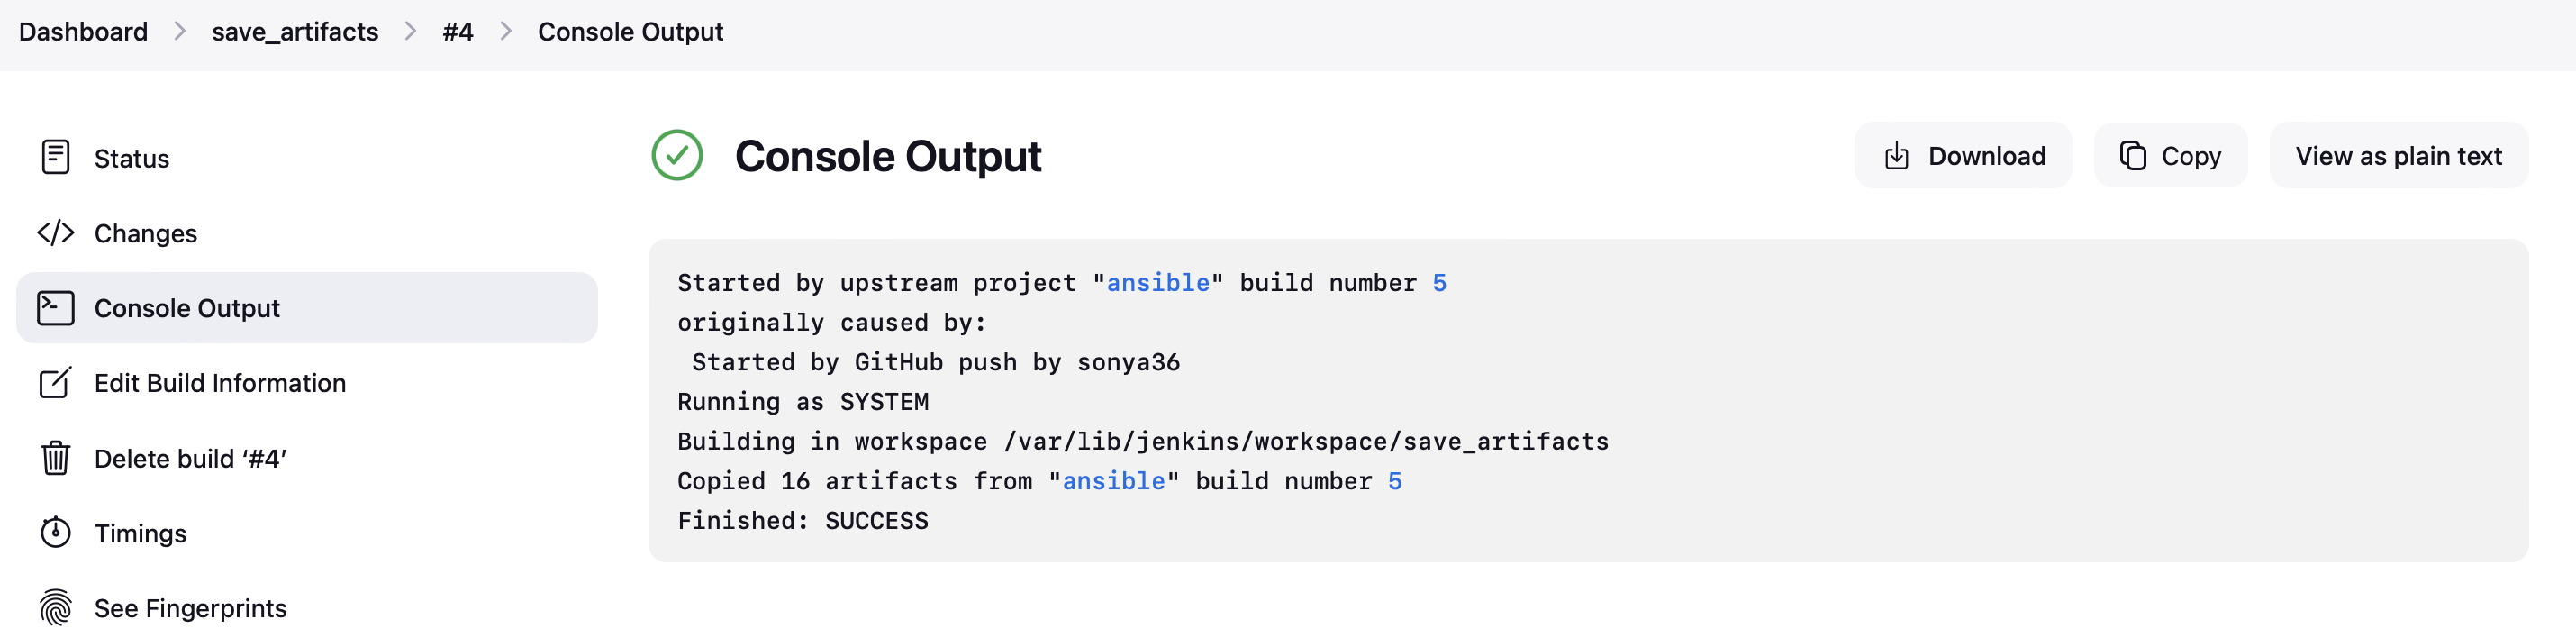 Dashboard > save_artifacts > #4 > Console Output
Status
Changes
Console Output
Edit Build Information
Delete build ‘#4’
Timings
See Fingerprints
Console Output
Download
Copy
View as plain text
Started by upstream project "ansible" build number 5
originally caused by:
 Started by GitHub push by sonya36
Running as SYSTEM
Building in workspace /var/lib/jenkins/workspace/save_artifacts
Copied 16 artifacts from "ansible" build number 5
Finished: SUCCESS